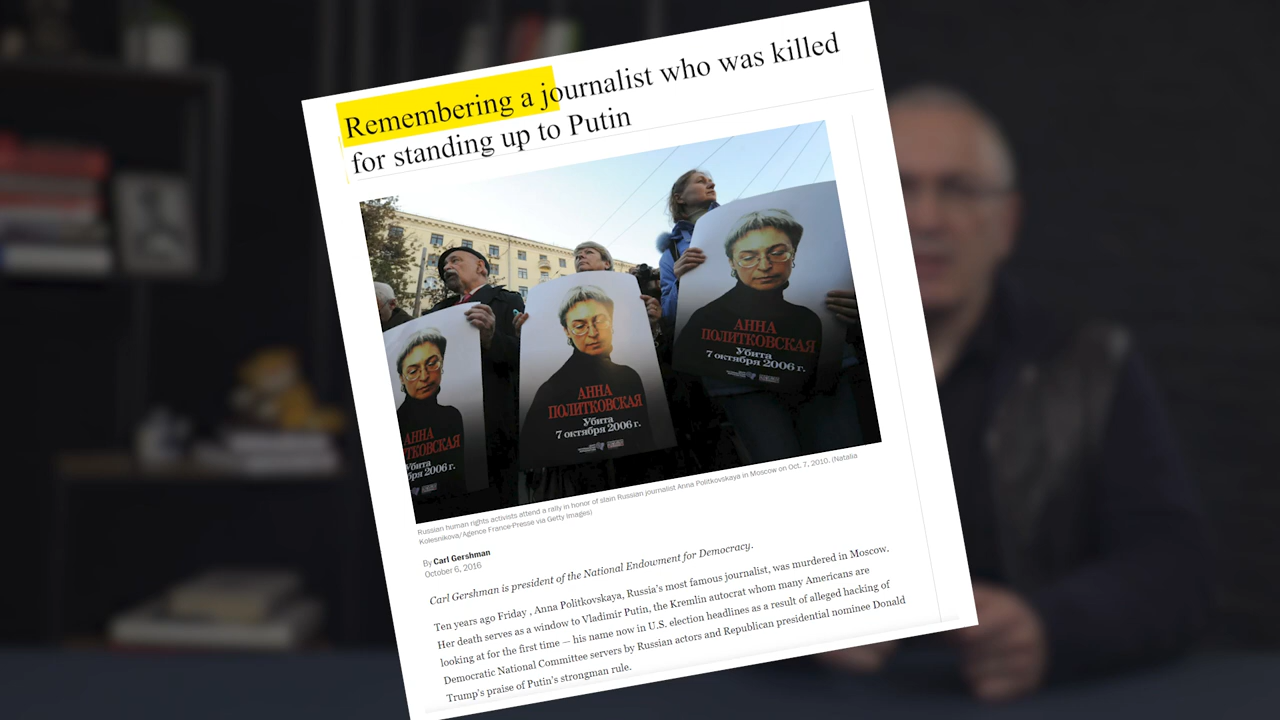 Remembering a journalist who was killed
for standing up to Putin
АННА
ТКОВСКАЯ
Убита
бря 2006 г.
АННА
ПОЛИТКОВСКАЯ
Убита
7 октября 2006 г.
АННА
ПОЛИТКОВСКАЯ
Убита
7 октября 2006 г.
Russian human rights activists attend a rally in honor of slain Russian journalist Anna Politkovskaya in Moscow on Oct. 7, 2010. (Natalia
Kolesnikova/Agence France-Presse via Getty Images)
By Carl Gershman
October 6, 2016
Carl Gershman is president of the National Endowment for Democracy.
Ten years ago Friday , Anna Politkovskaya, Russia's most famous journalist, was murdered in Moscow.
Her death serves as a window to Vladimir Putin, the Kremlin autocrat whom many Americans are
looking at for the first time — his name now in U.S. election headlines as a result of alleged hacking of
Democratic National Committee servers by Russian actors and Republican presidential nominee Donald
Trump's praise of Putin's strongman rule.